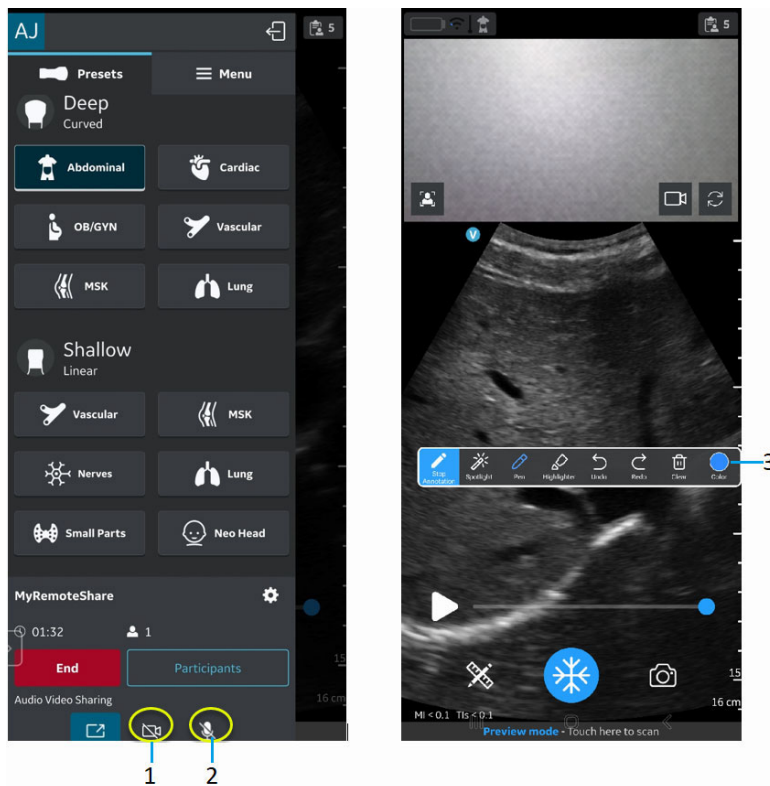 AJ
5
Presets
Menu
Deep
Curved
Abdominal
Cardiac
OB/GYN
Vascular
MSK
Lung
Shallow
Linear
Vascular
MSK
Nerves
Lung
Small Parts
Neo Head
MyRemoteShare
01:32
1
End
Participants
Audio Video Sharing
15
16 cm
1
2
5
V
Stop Annotation
Spotlight
Pen
Highlighter
Undo
Redo
Clear
Color
3
15
16 cm
MI < 0.1 TIs < 0.1
Preview mode - Touch here to scan